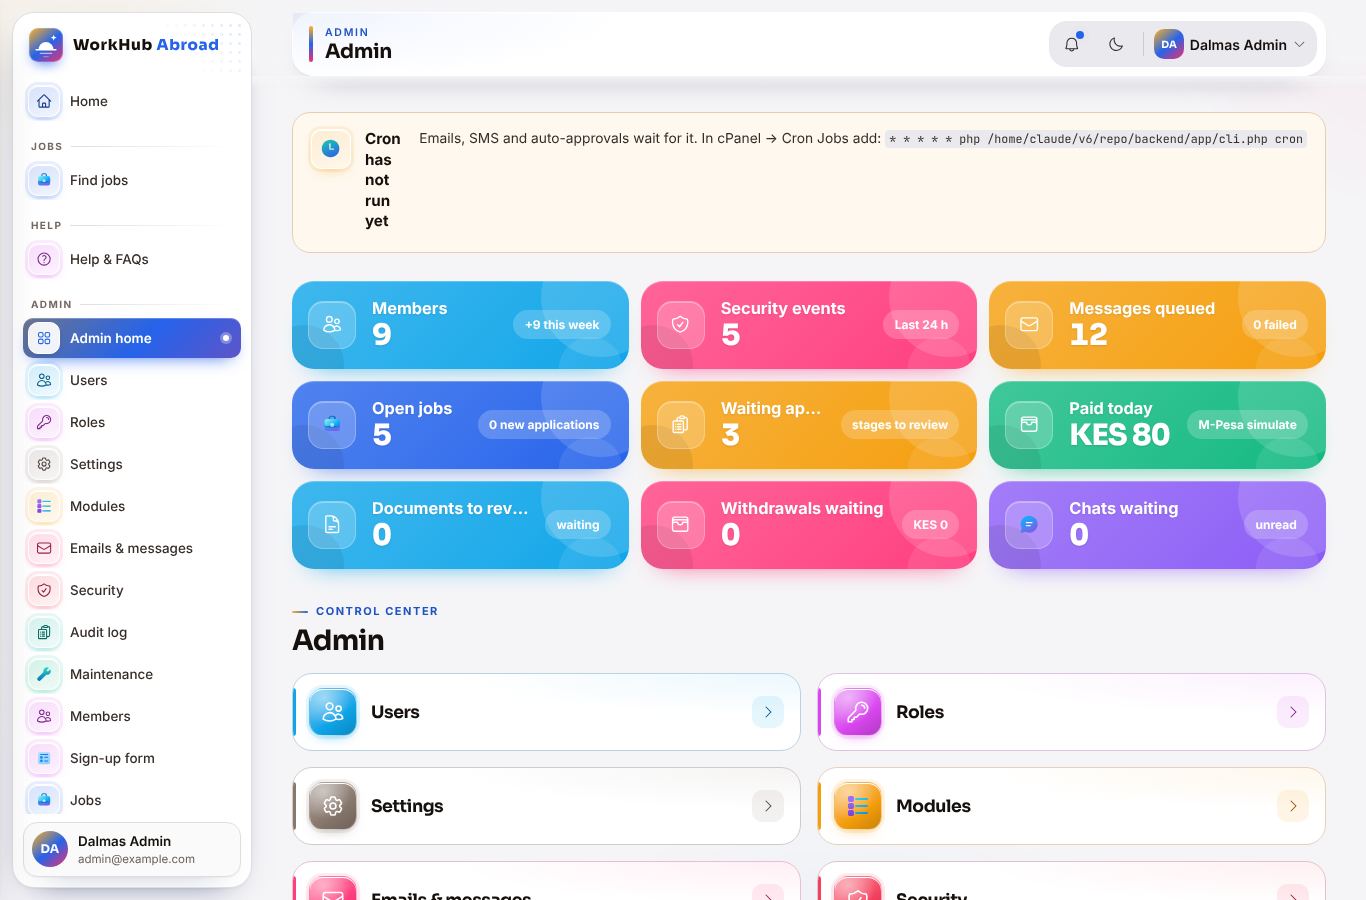 WorkHub Abroad
Home
JOBS
Find jobs
HELP
Help & FAQs
ADMIN
Admin home
Users
Roles
Settings
Modules
Emails & messages
Security
Audit log
Maintenance
Members
Sign-up form
Jobs
DA
Dalmas Admin
admin@example.com
ADMIN
Admin
DA Dalmas Admin
Cron has not run yet
Emails, SMS and auto-approvals wait for it. In cPanel → Cron Jobs add: * * * * * php /home/claude/v6/repo/backend/app/cli.php cron
Members
9
+9 this week
Security events
5
Last 24 h
Messages queued
12
0 failed
Open jobs
5
0 new applications
Waiting ap...
3
stages to review
Paid today
KES 80
M-Pesa simulate
Documents to rev...
0
waiting
Withdrawals waiting
0
KES 0
Chats waiting
0
unread
CONTROL CENTER
Admin
Users
Roles
Settings
Modules
Emails & messages
Security